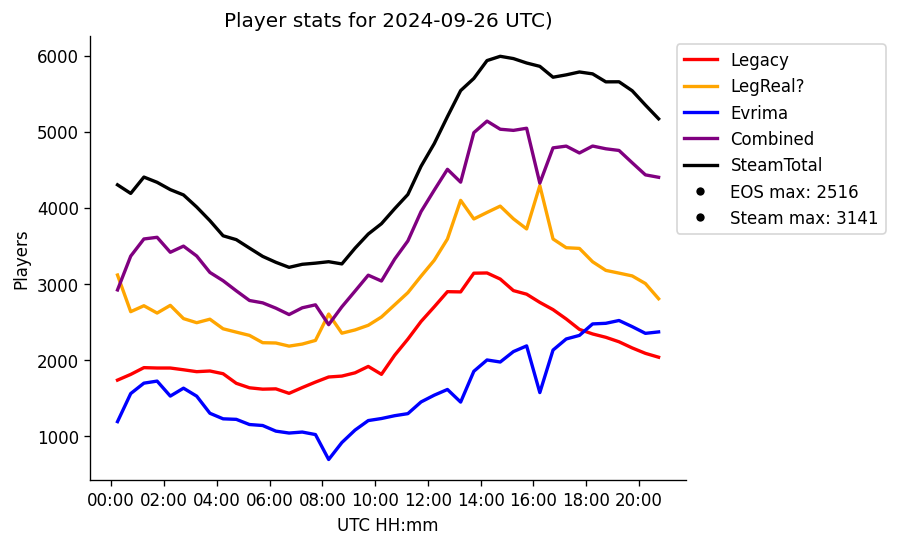 Player stats for 2024-09-26 UTC)
6000
5000
4000
3000
2000
1000
Players
00:00 02:00 04:00 06:00 08:00 10:00 12:00 14:00 16:00 18:00 20:00
UTC HH:mm
Legacy
LegReal?
Evrima
Combined
SteamTotal
EOS max: 2516
Steam max: 3141